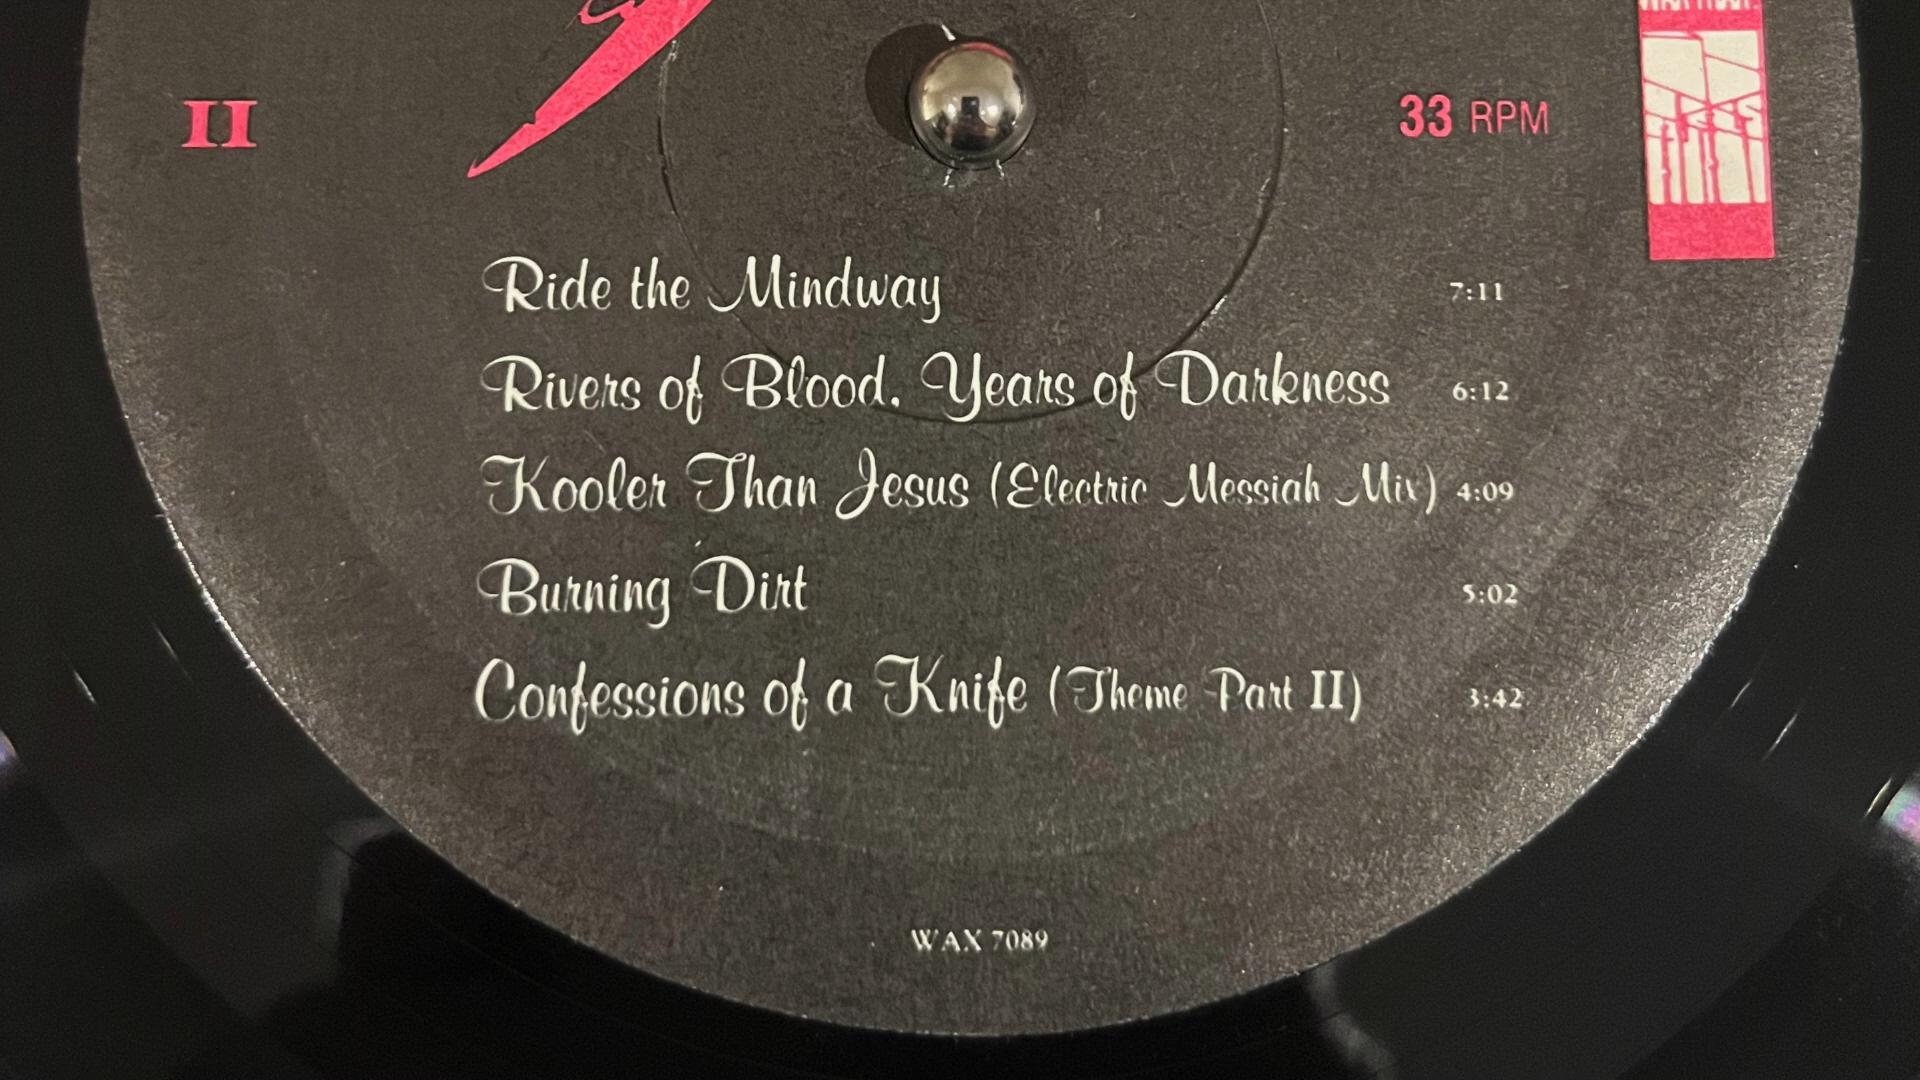 II
33 RPM
Ride the Mindway 7:11
Rivers of Blood, Years of Darkness 6:12
Kooler Than Jesus (Electric Messiah Mix) 4:09
Burning Dirt 5:02
Confessions of a Knife (Theme Part II) 3:42
WAX 7089